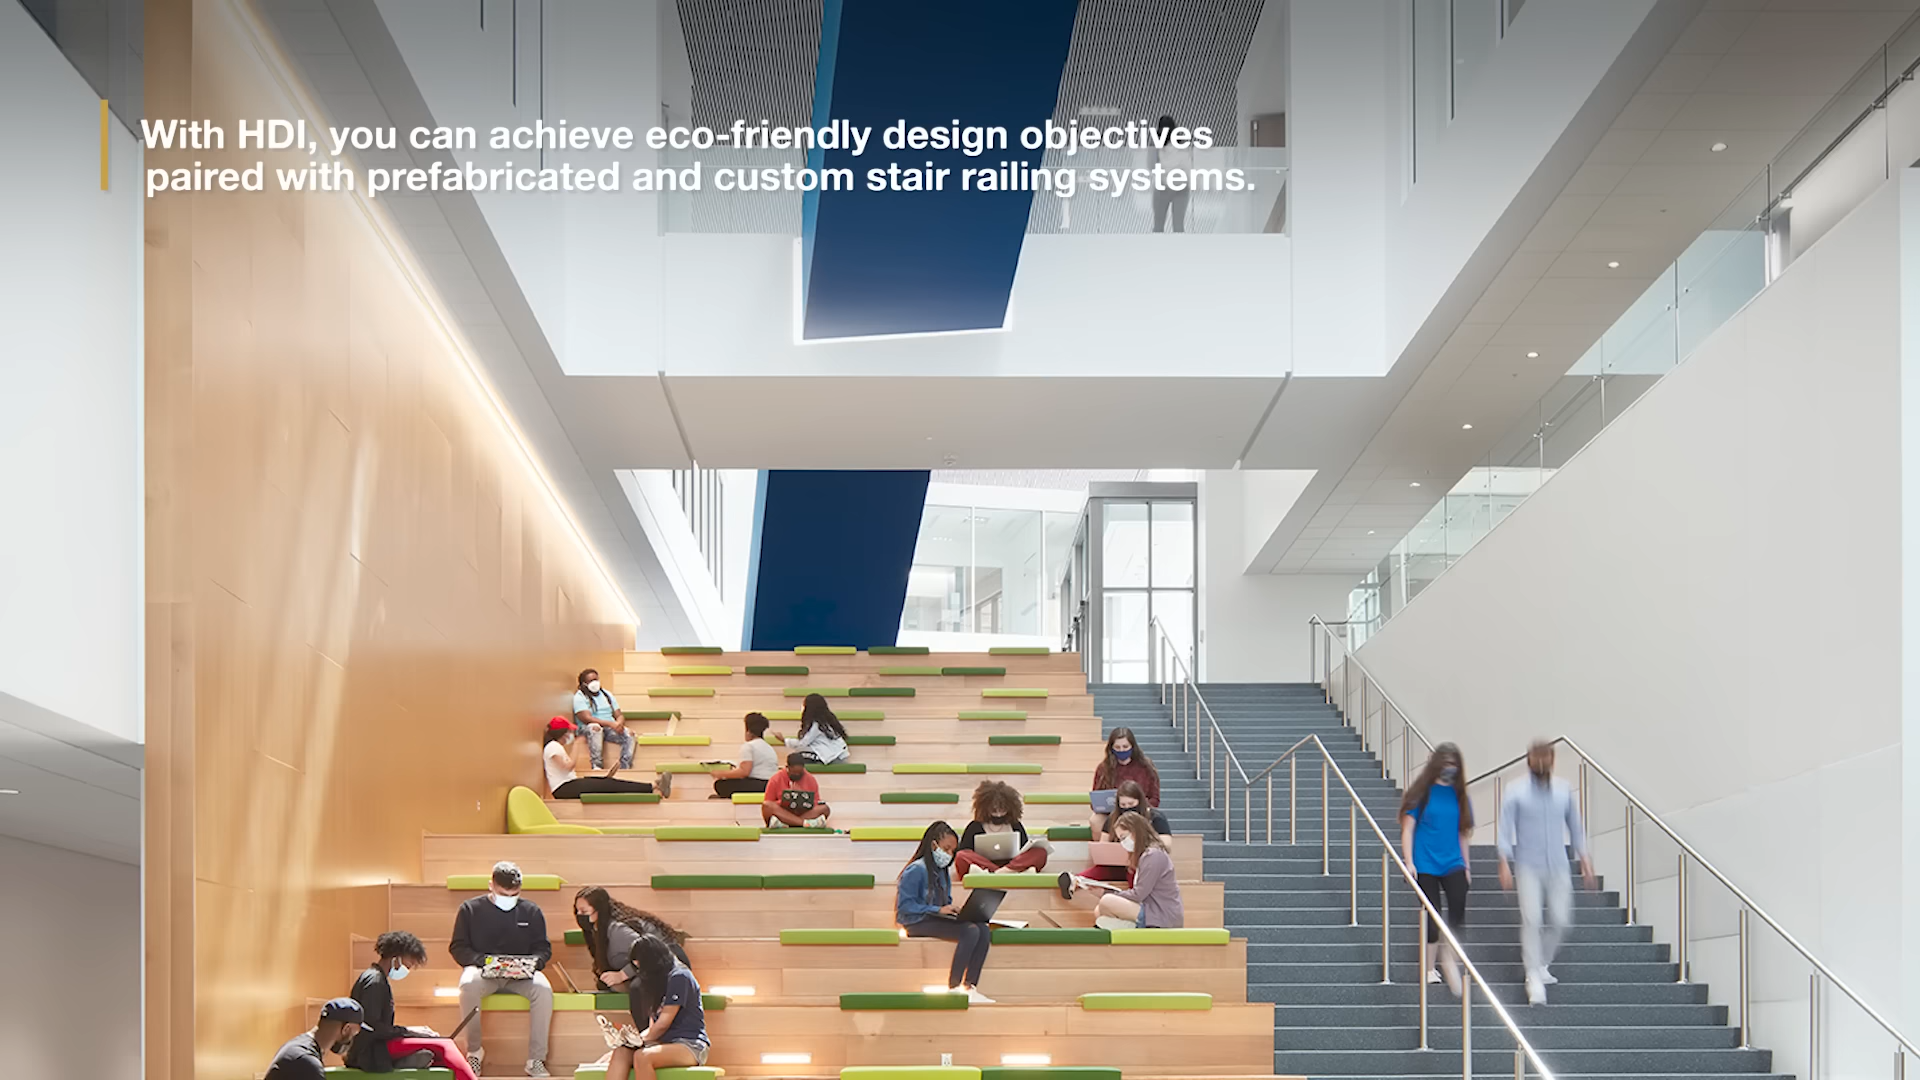 With HDI, you can achieve eco-friendly design objectives
paired with prefabricated and custom stair railing systems.